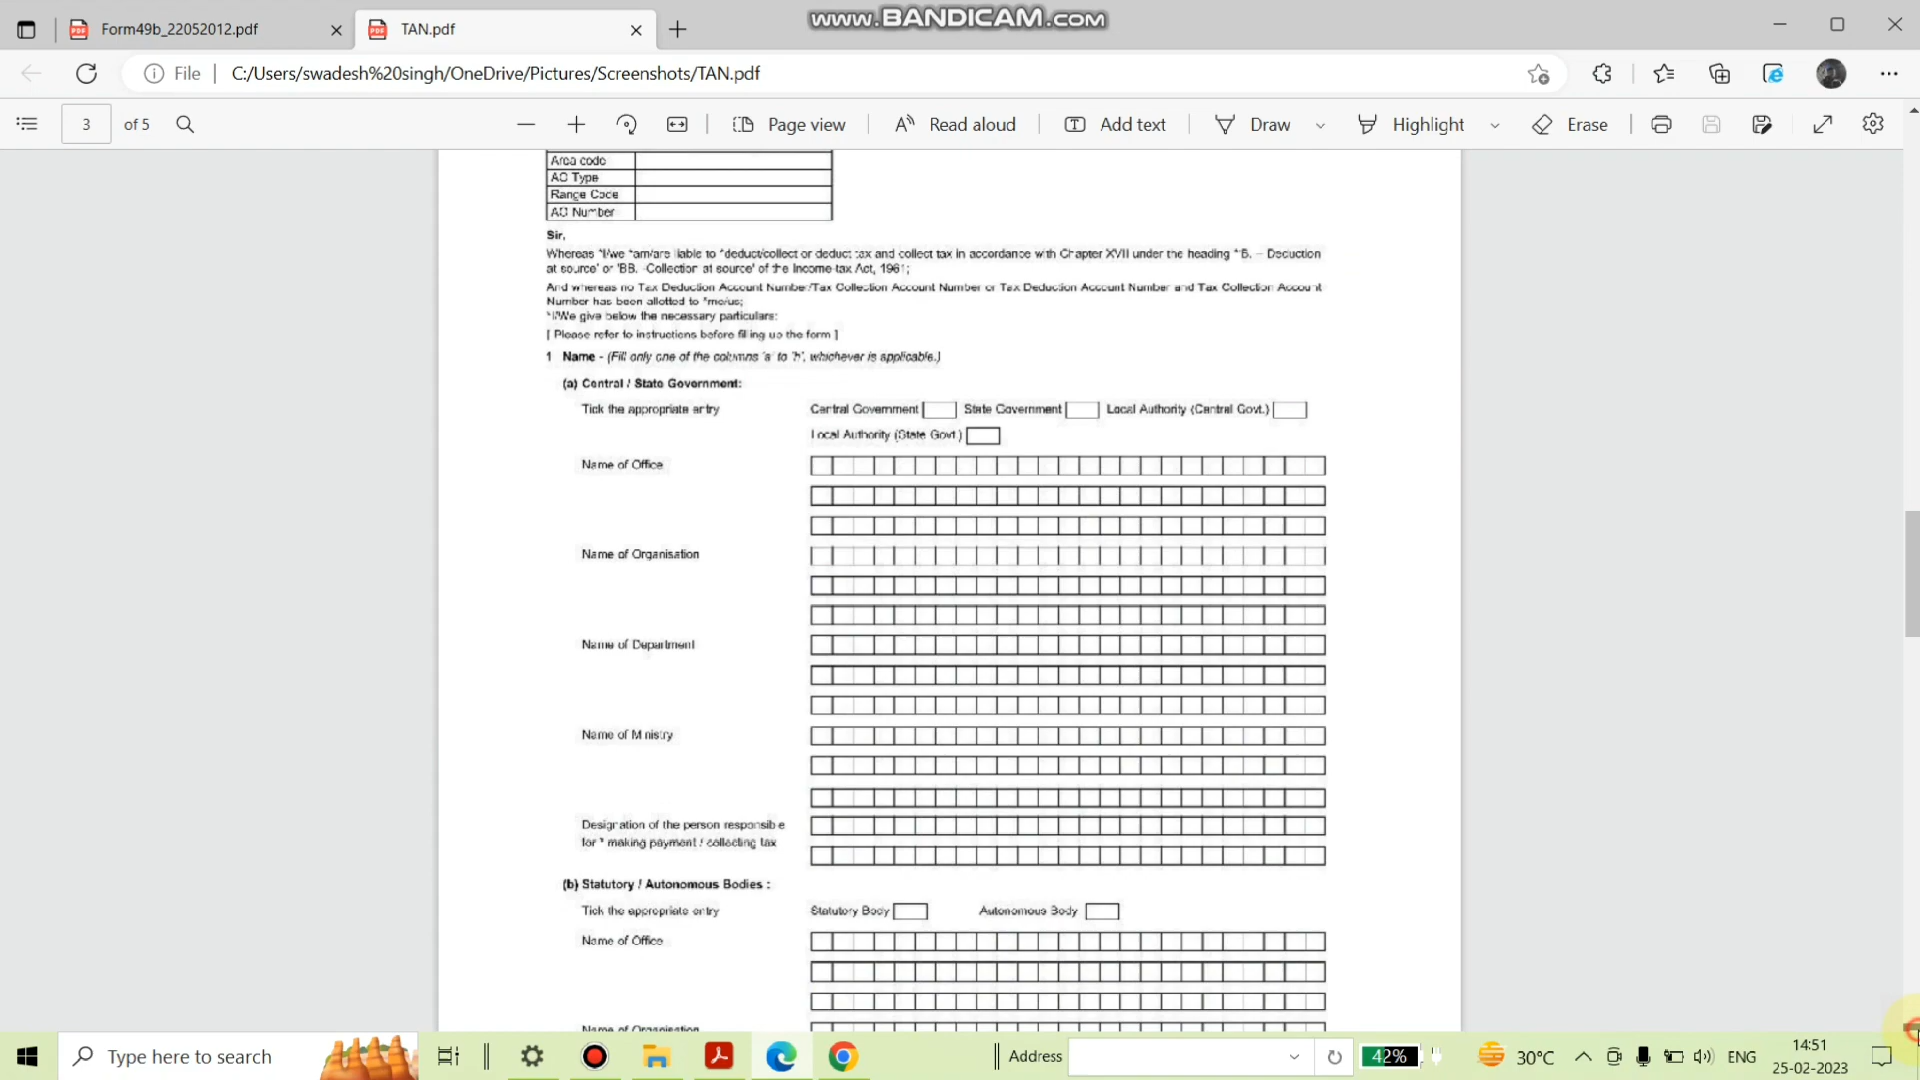 www.BANDICAM.com
Form49b_22052012.pdf
TAN.pdf
File
C:/Users/swadesh%20singh/OneDrive/Pictures/Screenshots/TAN.pdf
3 of 5
Page view
Read aloud
Add text
Draw
Highlight
Erase
Area code
AO Type
Range Code
AO Number
Sir,
Whereas *I/we *am/are liable to *deduct/collect or deduct tax and collect tax in accordance with Chapter XVII under the heading *'B. – Deduction
at source' or 'BB. -Collection at source' of the Income-tax Act, 1961;
And whereas no Tax Deduction Account Number/Tax Collection Account Number or Tax Deduction Account Number and Tax Collection Account
Number has been allotted to *me/us;
*I/We give below the necessary particulars:
[ Please refer to instructions before filling up the form ]
1 Name - (Fill only one of the columns 'a' to 'h', whichever is applicable.)
(a) Central / State Government:
Tick the appropriate entry
Central Government State Government Local Authority (Central Govt.)
Local Authority (State Govt.)
Name of Office
Name of Organisation
Name of Department
Name of Ministry
Designation of the person responsible
for * making payment / collecting tax
(b) Statutory / Autonomous Bodies :
Tick the appropriate entry
Statutory Body Autonomous Body
Name of Office
Name of Organisation
Type here to search
Address
42%
30°C
ENG
14:51
25-02-2023